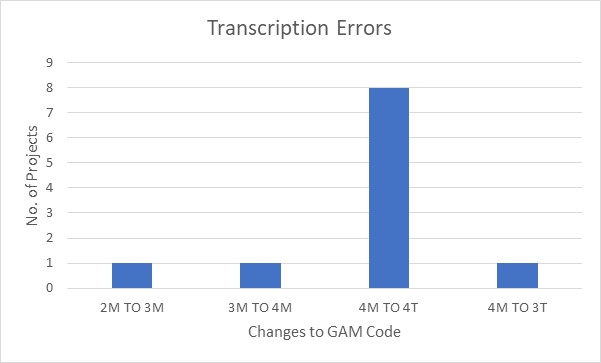 Transcription Errors
No. of Projects
9
8
7
6
5
4
3
2
1
0
2M TO 3M 3M TO 4M 4M TO 4T 4M TO 3T
Changes to GAM Code